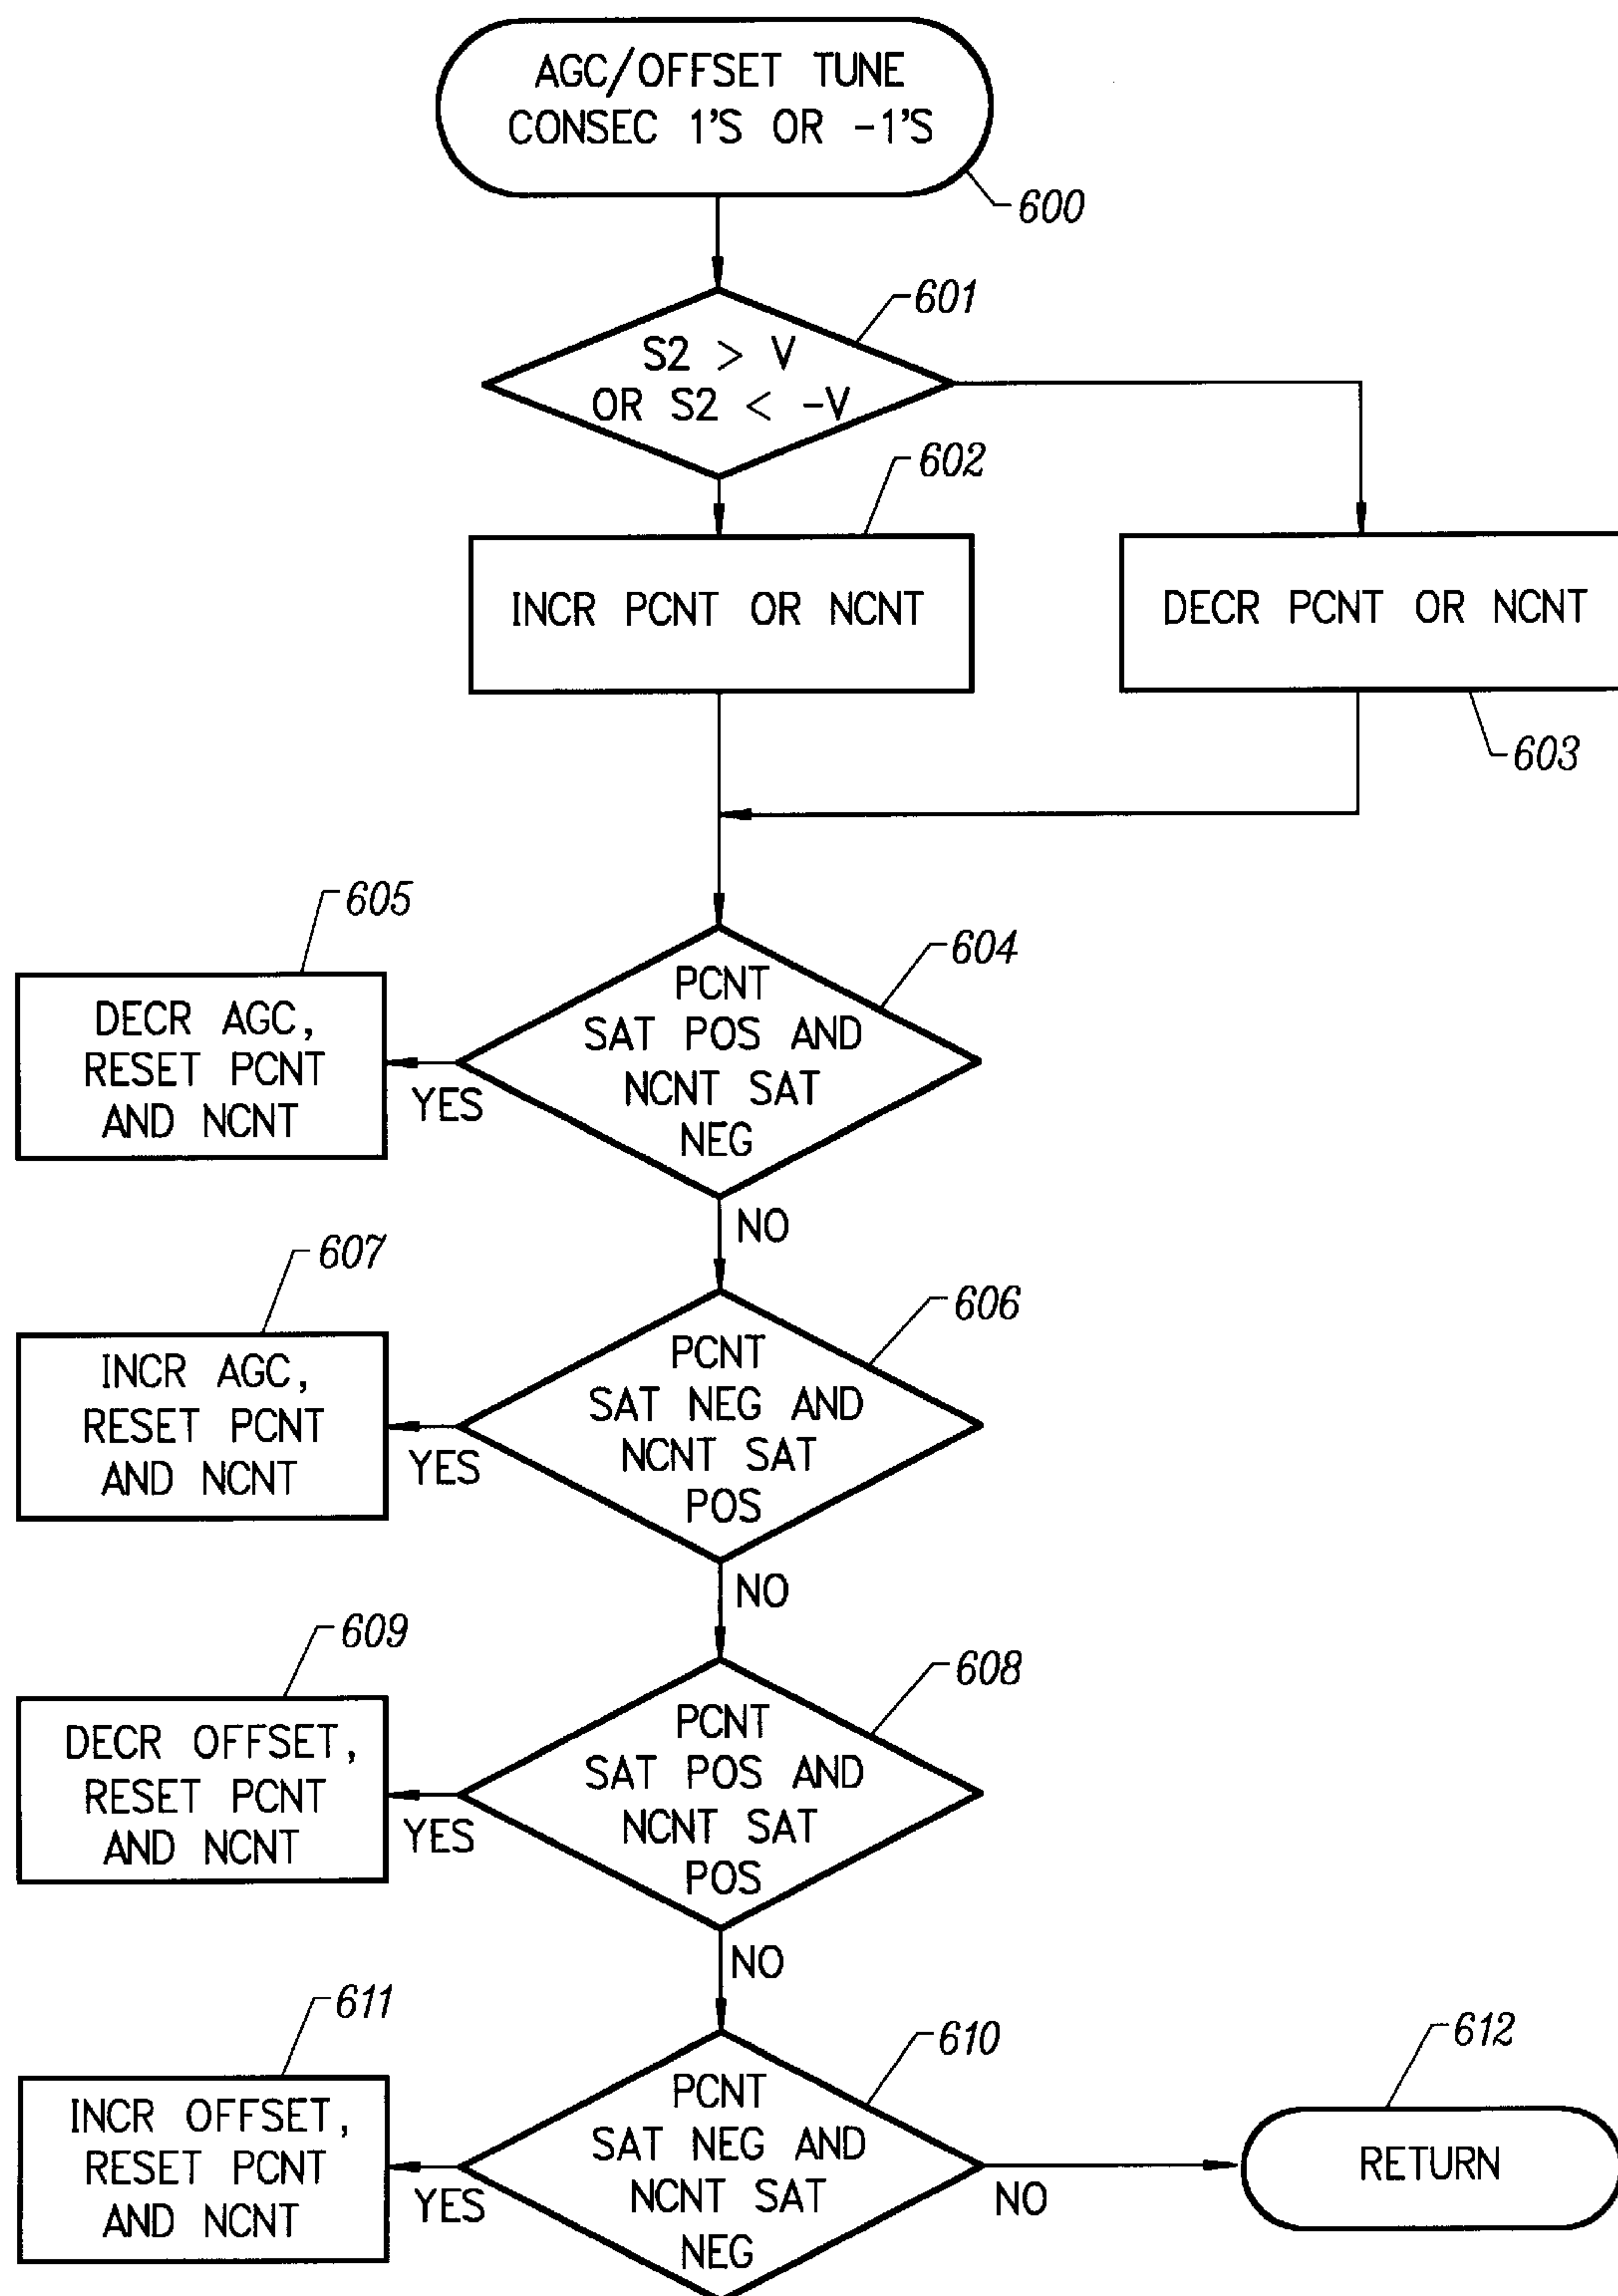 AGC/OFFSET TUNE
CONSEC 1'S OR -1'S
600
601
S2 > V
OR S2 < -V
602
INCR PCNT OR NCNT
DECR PCNT OR NCNT
603
605
604
DECR AGC,
RESET PCNT
AND NCNT
YES
PCNT
SAT POS AND
NCNT SAT
NEG
NO
607
606
INCR AGC,
RESET PCNT
AND NCNT
YES
PCNT
SAT NEG AND
NCNT SAT
POS
NO
609
608
DECR OFFSET,
RESET PCNT
AND NCNT
YES
PCNT
SAT POS AND
NCNT SAT
POS
NO
611
610
612
INCR OFFSET,
RESET PCNT
AND NCNT
YES
PCNT
SAT NEG AND
NCNT SAT
NEG
NO
RETURN